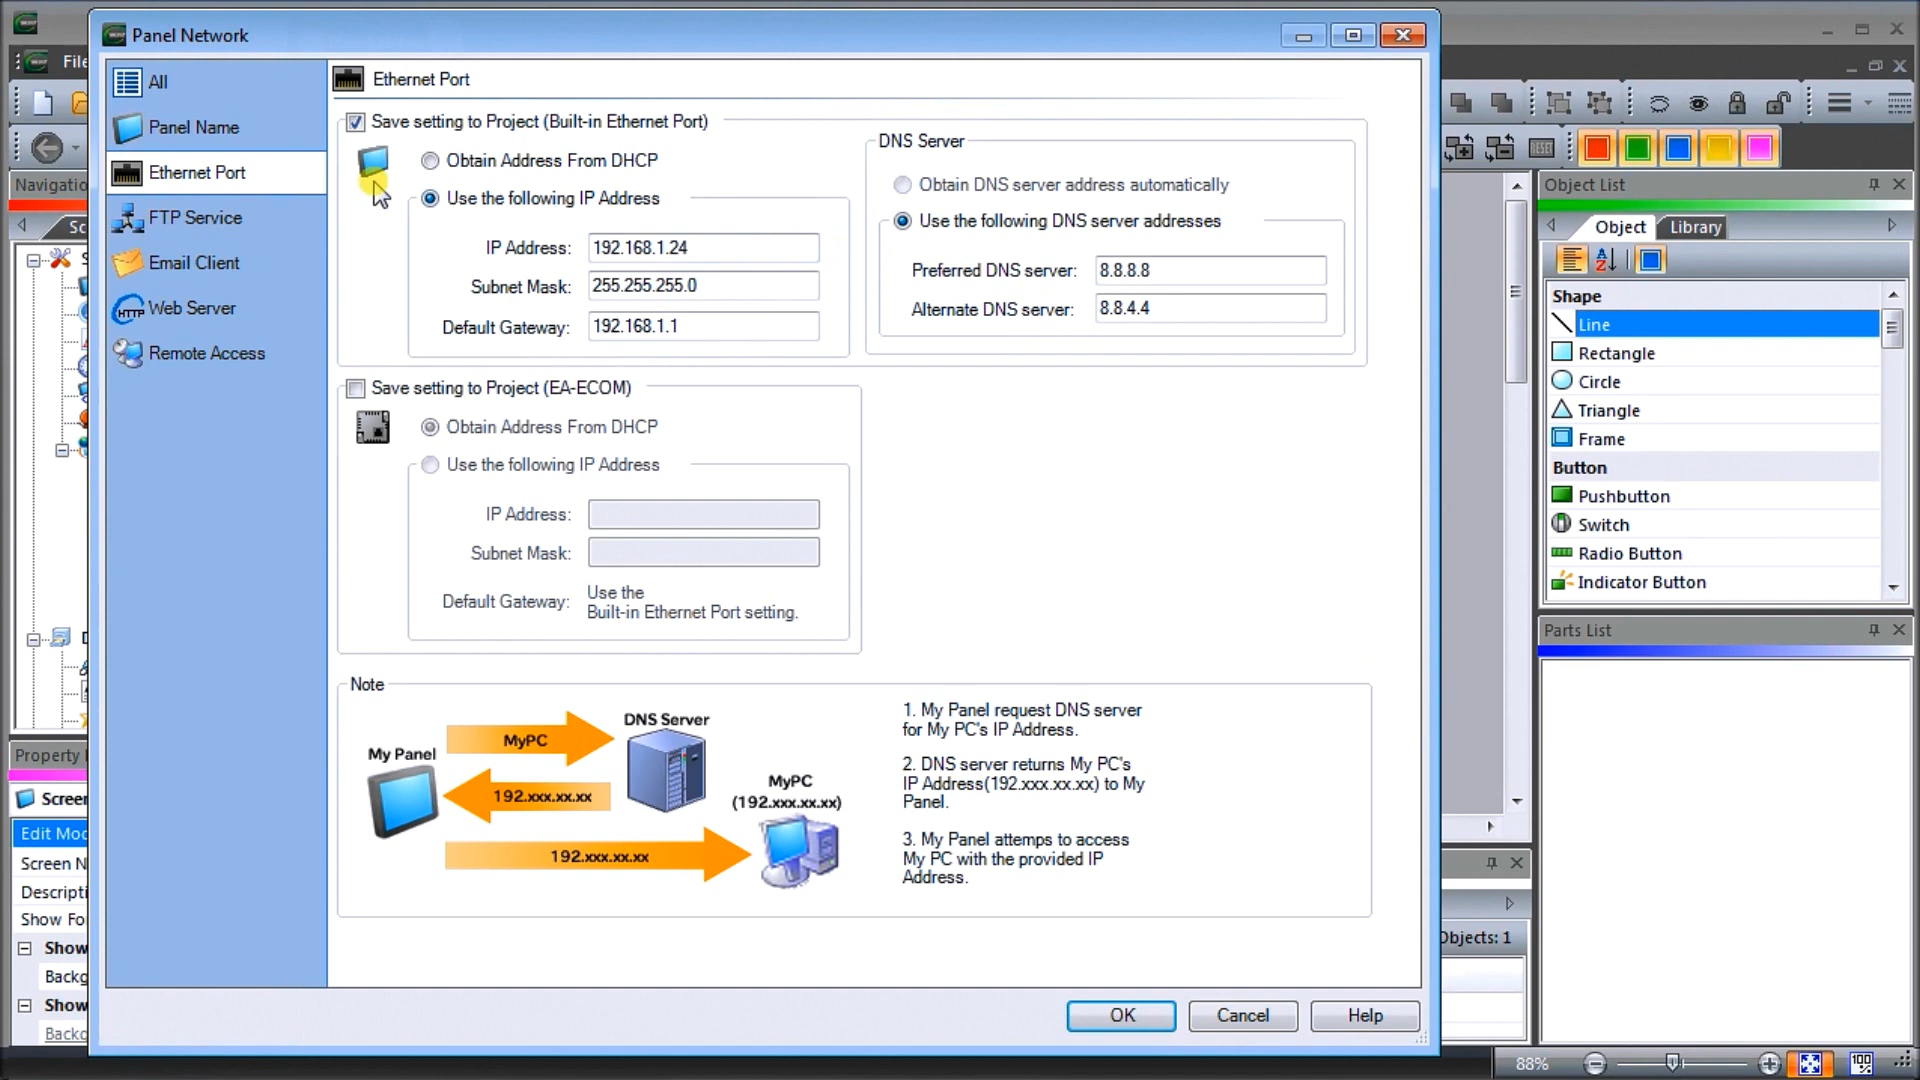 Panel Network
File
All
Panel Name
Ethernet Port
FTP Service
Email Client
HTTP
Web Server
Remote Access
Ethernet Port
Save setting to Project (Built-in Ethernet Port)
Obtain Address From DHCP
Use the following IP Address
IP Address: 192.168.1.24
Subnet Mask: 255.255.255.0
Default Gateway: 192.168.1.1
DNS Server
Obtain DNS server address automatically
Use the following DNS server addresses
Preferred DNS server: 8.8.8.8
Alternate DNS server: 8.8.4.4
Save setting to Project (EA-ECOM)
Obtain Address From DHCP
Use the following IP Address
IP Address:
Subnet Mask:
Default Gateway: Use the
Built-in Ethernet Port setting.
Note
My Panel
MyPC
DNS Server
192.xxx.xx.xx
MyPC
(192.xxx.xx.xx)
192.xxx.xx.xx
1. My Panel request DNS server
for My PC's IP Address.
2. DNS server returns My PC's
IP Address(192.xxx.xx.xx) to My
Panel.
3. My Panel attemps to access
My PC with the provided IP
Address.
OK
Cancel
Help
Navigatio
Sc
Property
Screen
Edit Mod
Screen N
Descripti
Show Fo
Show
Backg
Show
Backg
RESET
Object List
Object
Library
Shape
Line
Rectangle
Circle
Triangle
Frame
Button
Pushbutton
Switch
Radio Button
Indicator Button
Parts List
Objects: 1
88%
100